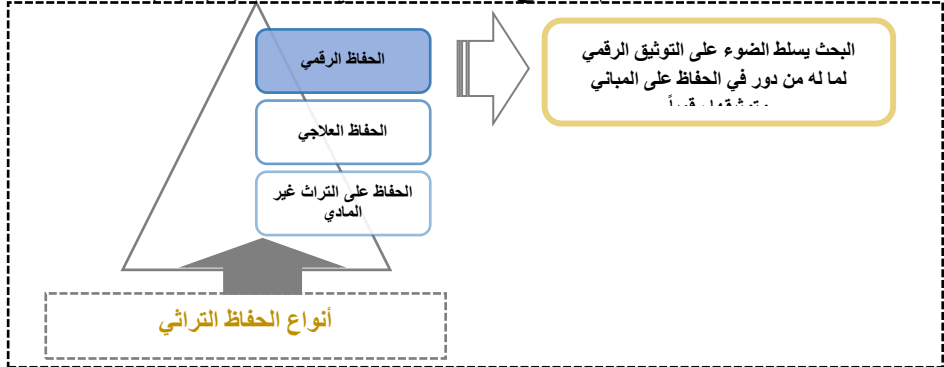 الحفاظ الرقمي
البحث يسلط الضوء على التوثيق الرقمي
لما له من دور في الحفاظ على المباني
الحفاظ العلاجي
الحفاظ على التراث غير
المادي
أنواع الحفاظ التراثي